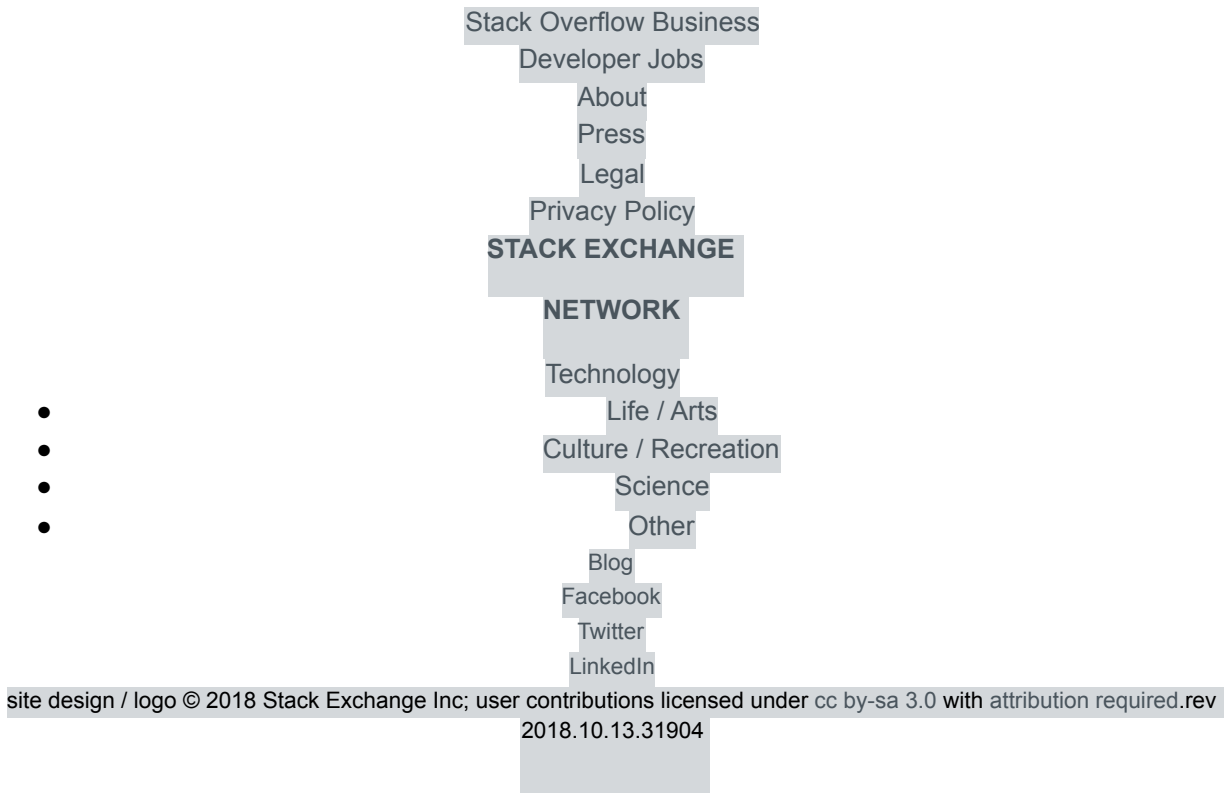 Stack Overflow Business
Developer Jobs
About
Press
Legal
Privacy Policy
STACK EXCHANGE
NETWORK
Technology
● Life / Arts
● Culture / Recreation
● Science
● Other
Blog
Facebook
Twitter
LinkedIn
site design / logo © 2018 Stack Exchange Inc; user contributions licensed under cc by-sa 3.0 with attribution required.rev
2018.10.13.31904